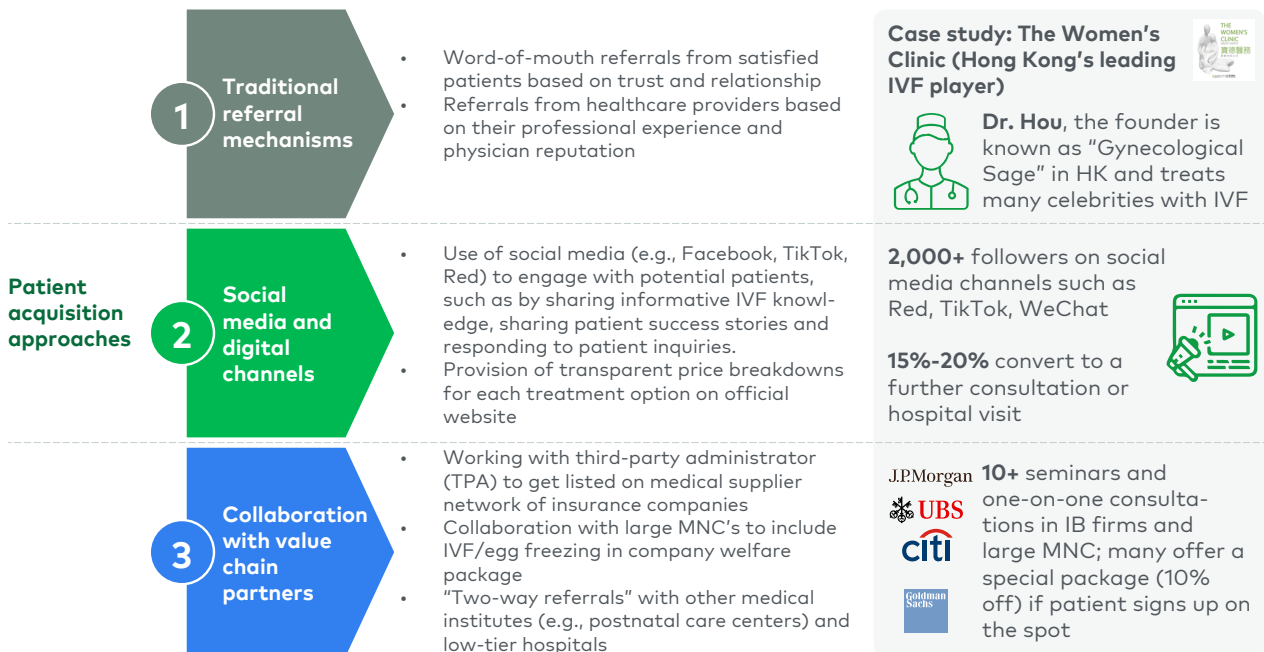 Patient
acquisition
approaches
1
Traditional
referral
mechanisms
• Word-of-mouth referrals from satisfied
patients based on trust and relationship
• Referrals from healthcare providers based
on their professional experience and
physician reputation
Case study: The Women's
Clinic (Hong Kong's leading
IVF player)
THE
WOMEN'S
CLINIC
Dr. Hou, the founder is
known as "Gynecological
Sage" in HK and treats
many celebrities with IVF
2
Social
media and
digital
channels
• Use of social media (e.g., Facebook, TikTok,
Red) to engage with potential patients,
such as by sharing informative IVF knowl-
edge, sharing patient success stories and
responding to patient inquiries.
• Provision of transparent price breakdowns
for each treatment option on official
website
2,000+ followers on social
media channels such as
Red, TikTok, WeChat
15%-20% convert to a
further consultation or
hospital visit
3
Collaboration
with value
chain
partners
• Working with third-party administrator
(TPA) to get listed on medical supplier
network of insurance companies
• Collaboration with large MNC's to include
IVF/egg freezing in company welfare
package
• "Two-way referrals" with other medical
institutes (e.g., postnatal care centers) and
low-tier hospitals
J.P.Morgan
UBS
citi
Goldman
Sachs
10+ seminars and
one-on-one consulta-
tions in IB firms and
large MNC; many offer a
special package (10%
off) if patient signs up on
the spot